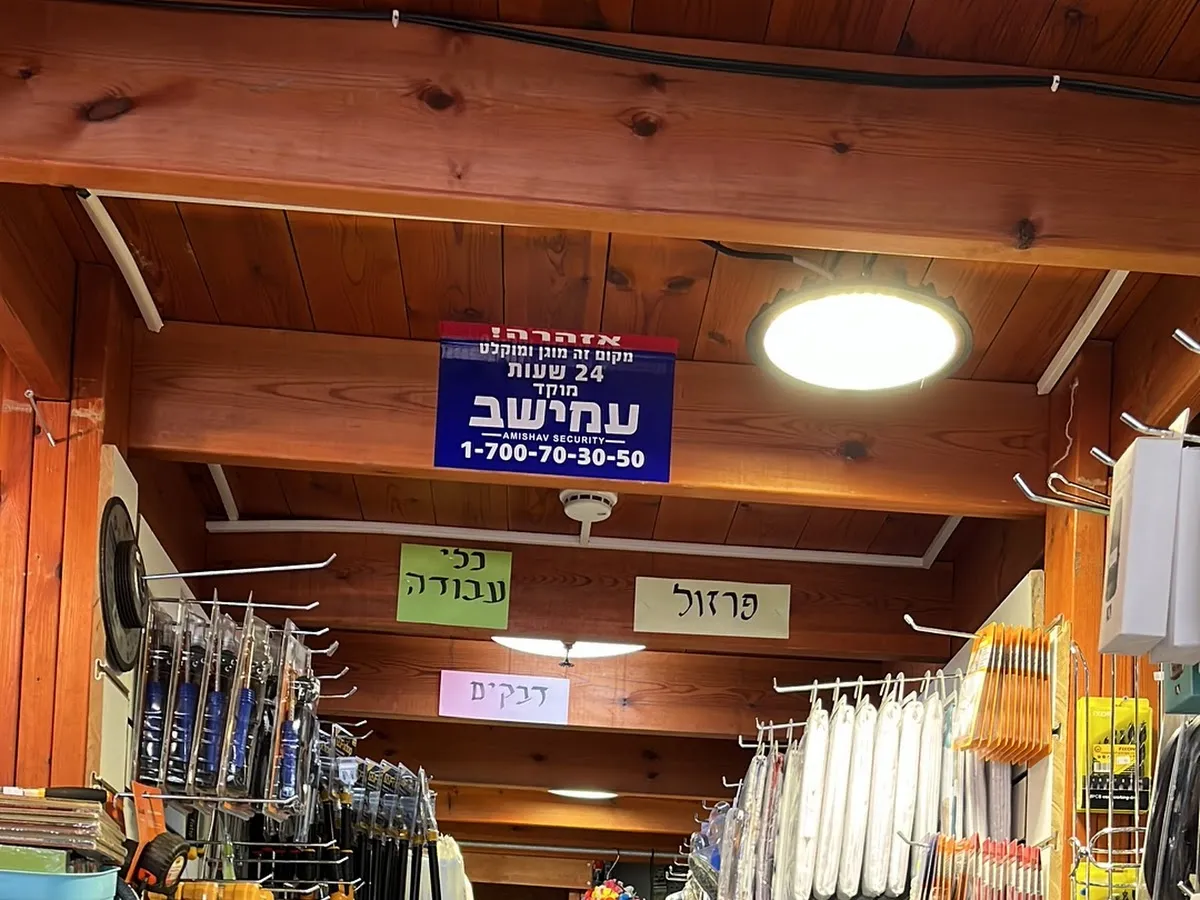 אזהרה!
מקום זה מוגן ומוקלט
24 שעות
מוקד
עמישב
AMISHAV SECURITY
1-700-70-30-50
כלי
עבודה
פרזול
דבקים